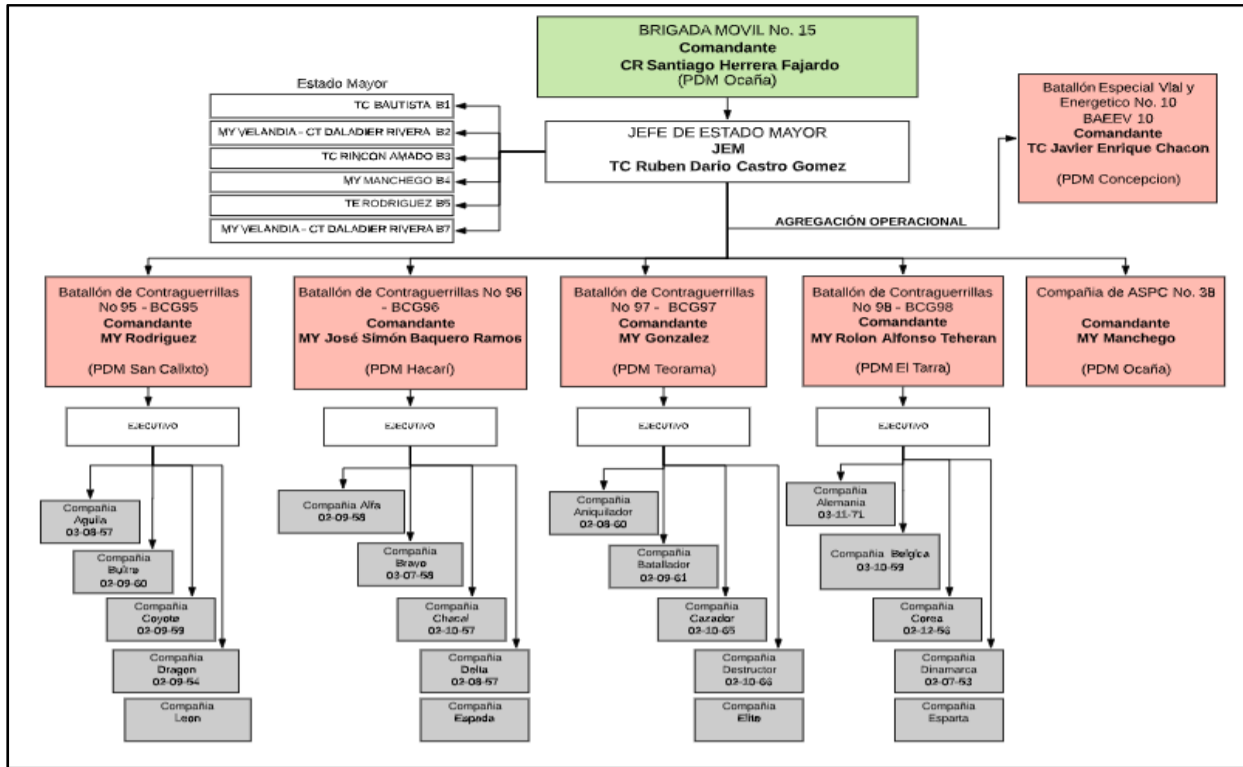 BRIGADA MOVIL No. 15
Comandante
CR Santiago Herrera Fajardo
(PDM Ocaña)
Estado Mayor
TC BAUTISTA B1
MY VELANDIA - CT DALADIER RIVERA B2
TC RINCON AMADO B3
MY MANCHEGO B4
TE RODRIGUEZ B5
MY VELANDIA - CT DALADIER RIVERA B7
JEFE DE ESTADO MAYOR
JEM
TC Ruben Dario Castro Gomez
Batallón Especial Vial y
Energetico No. 10
BAEEV 10
Comandante
TC Javier Enrique Chacon
(PDM Concepcion)
AGREGACIÓN OPERACIONAL
Batallón de Contraguerrillas
No 95 - BCG95
Comandante
MY Rodriguez
(PDM San Calixto)
Batallón de Contraguerrillas No 96
- BCG96
Comandante
MY José Simón Baquero Ramos
(PDM Hacarí)
Batallón de Contraguerrillas
No 97 - BCG97
Comandante
MY Gonzalez
(PDM Teorama)
Batallón de Contraguerrillas
No 98 - BCG98
Comandante
MY Rolon Alfonso Teheran
(PDM El Tarra)
Compañia de ASPC No. 38
Comandante
MY Manchego
(PDM Ocaña)
EJECUTIVO
EJECUTIVO
EJECUTIVO
EJECUTIVO
Compañia
Aguila
03-08-57
Compañia
Buitre
02-09-60
Compañia
Coyote
02-09-59
Compañia
Dragon
02-09-54
Compañia
Leon
Compañia Alfa
02-09-58
Compañia
Bravo
03-07-58
Compañia
Chacal
02-10-57
Compañia
Delta
02-08-57
Compañia
Espada
Compañia
Aniquilador
02-08-60
Compañia
Batallador
02-09-61
Compañia
Cazador
02-10-65
Compañia
Destructor
02-10-66
Compañia
Elite
Compañia
Alemania
03-11-71
Compañia Belgica
03-10-59
Compañia
Corea
02-12-56
Compañia
Dinamarca
02-07-53
Compañia
Esparta